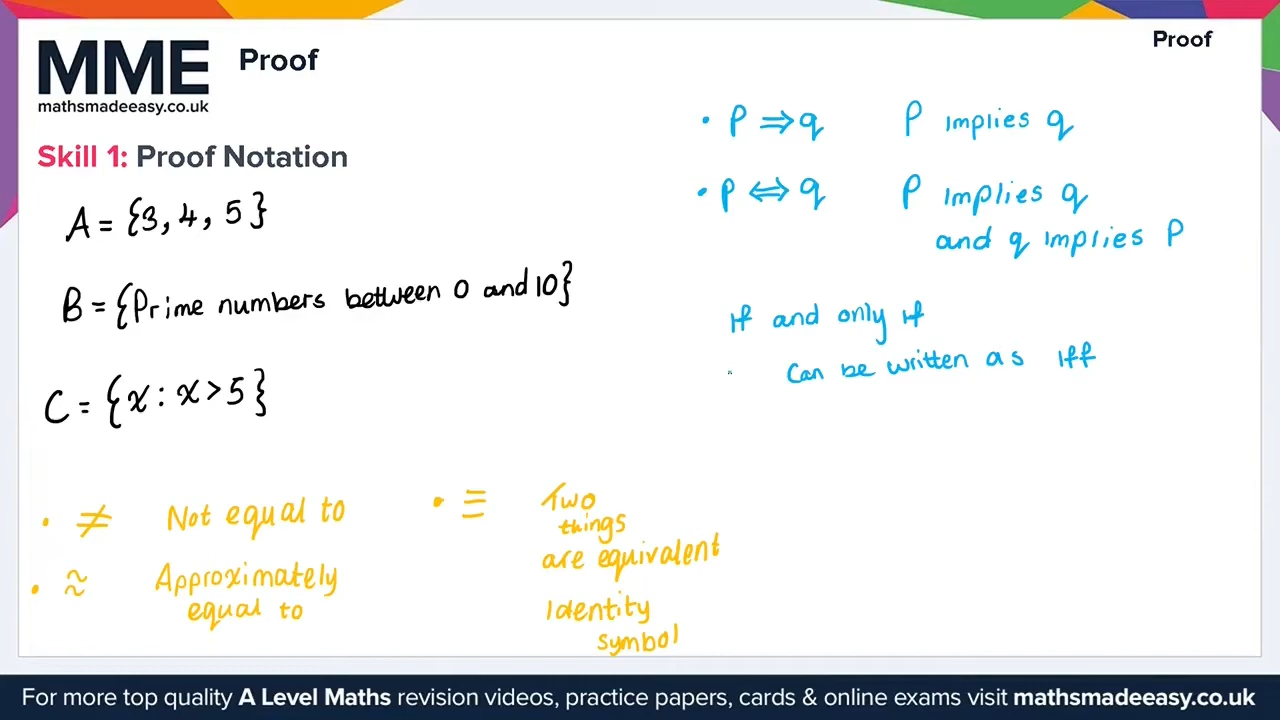 MME
mathsmadeeasy.co.uk
Proof
Proof
Skill 1: Proof Notation
A = {3, 4, 5}
B = {Prime numbers between 0 and 10}
C = {x : x > 5}
• P ⇒ q P implies q
• P ⇔ q P implies q
and q implies P
If and only if
Can be written as iff
• ≠ Not equal to
• ≈ Approximately
equal to
• ≡ Two
things
are equivalent
Identity
symbol
For more top quality A Level Maths revision videos, practice papers, cards & online exams visit mathsmadeeasy.co.uk